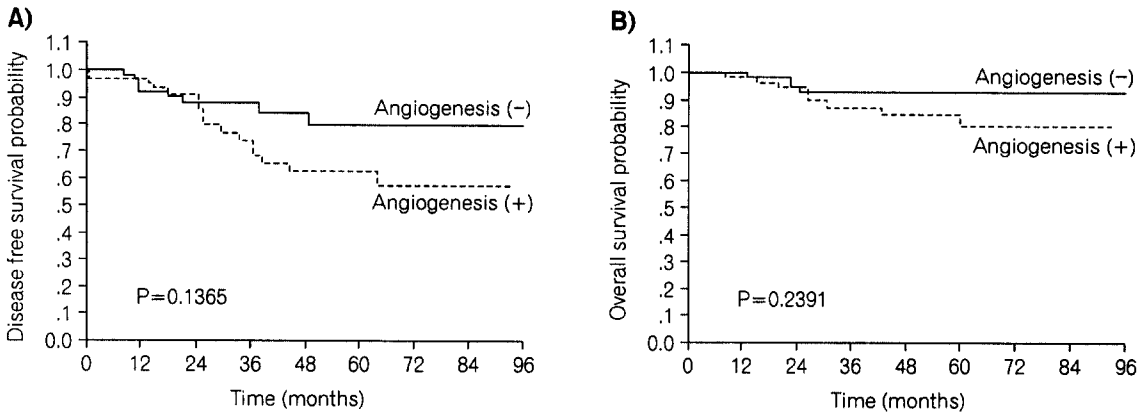 A)
Disease free survival probability
1.1
1.0
.9
.8
.7
.6
.5
.4
.3
.2
.1
0.0
Angiogenesis (−)
Angiogenesis (+)
P=0.1365
0 12 24 36 48 60 72 84 96
Time (months)
B)
Overall survival probability
1.1
1.0
.9
.8
.7
.6
.5
.4
.3
.2
.1
0.0
Angiogenesis (−)
Angiogenesis (+)
P=0.2391
0 12 24 36 48 60 72 84 96
Time (months)